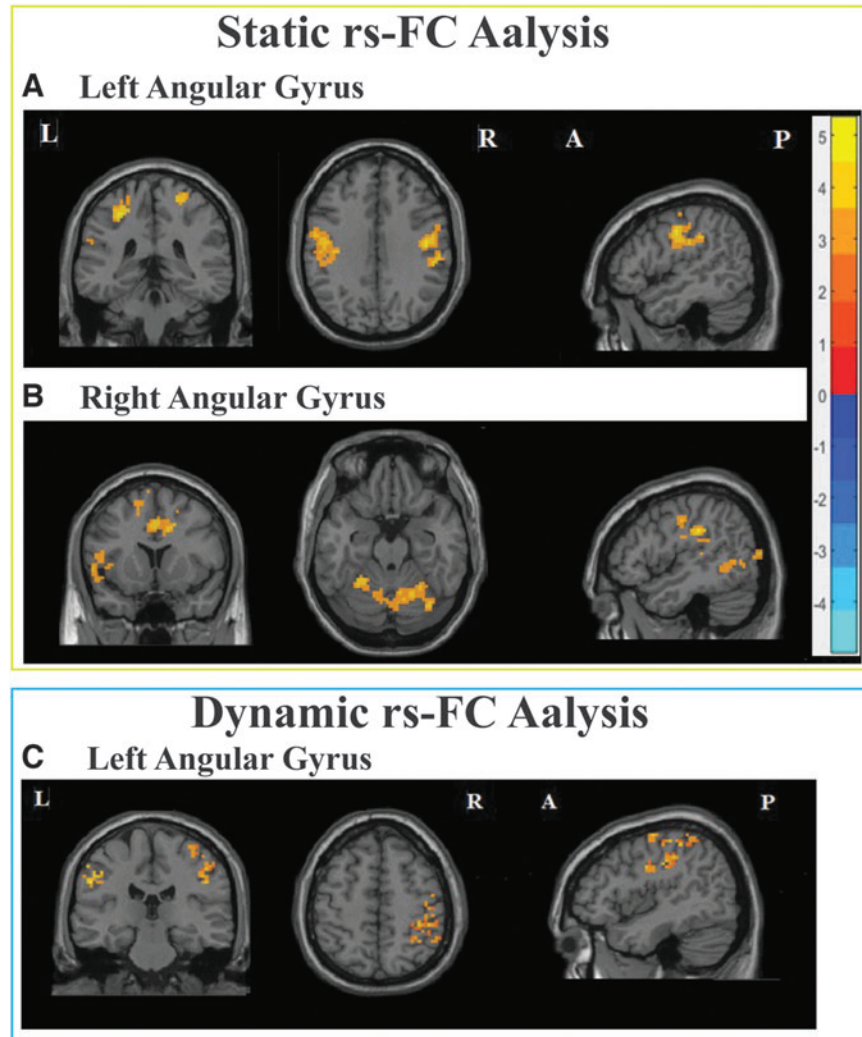 Static rs-FC Aalysis
A Left Angular Gyrus
L R A P
5
4
3
2
1
0
-1
-2
-3
-4
B Right Angular Gyrus
Dynamic rs-FC Aalysis
C Left Angular Gyrus
L R A P